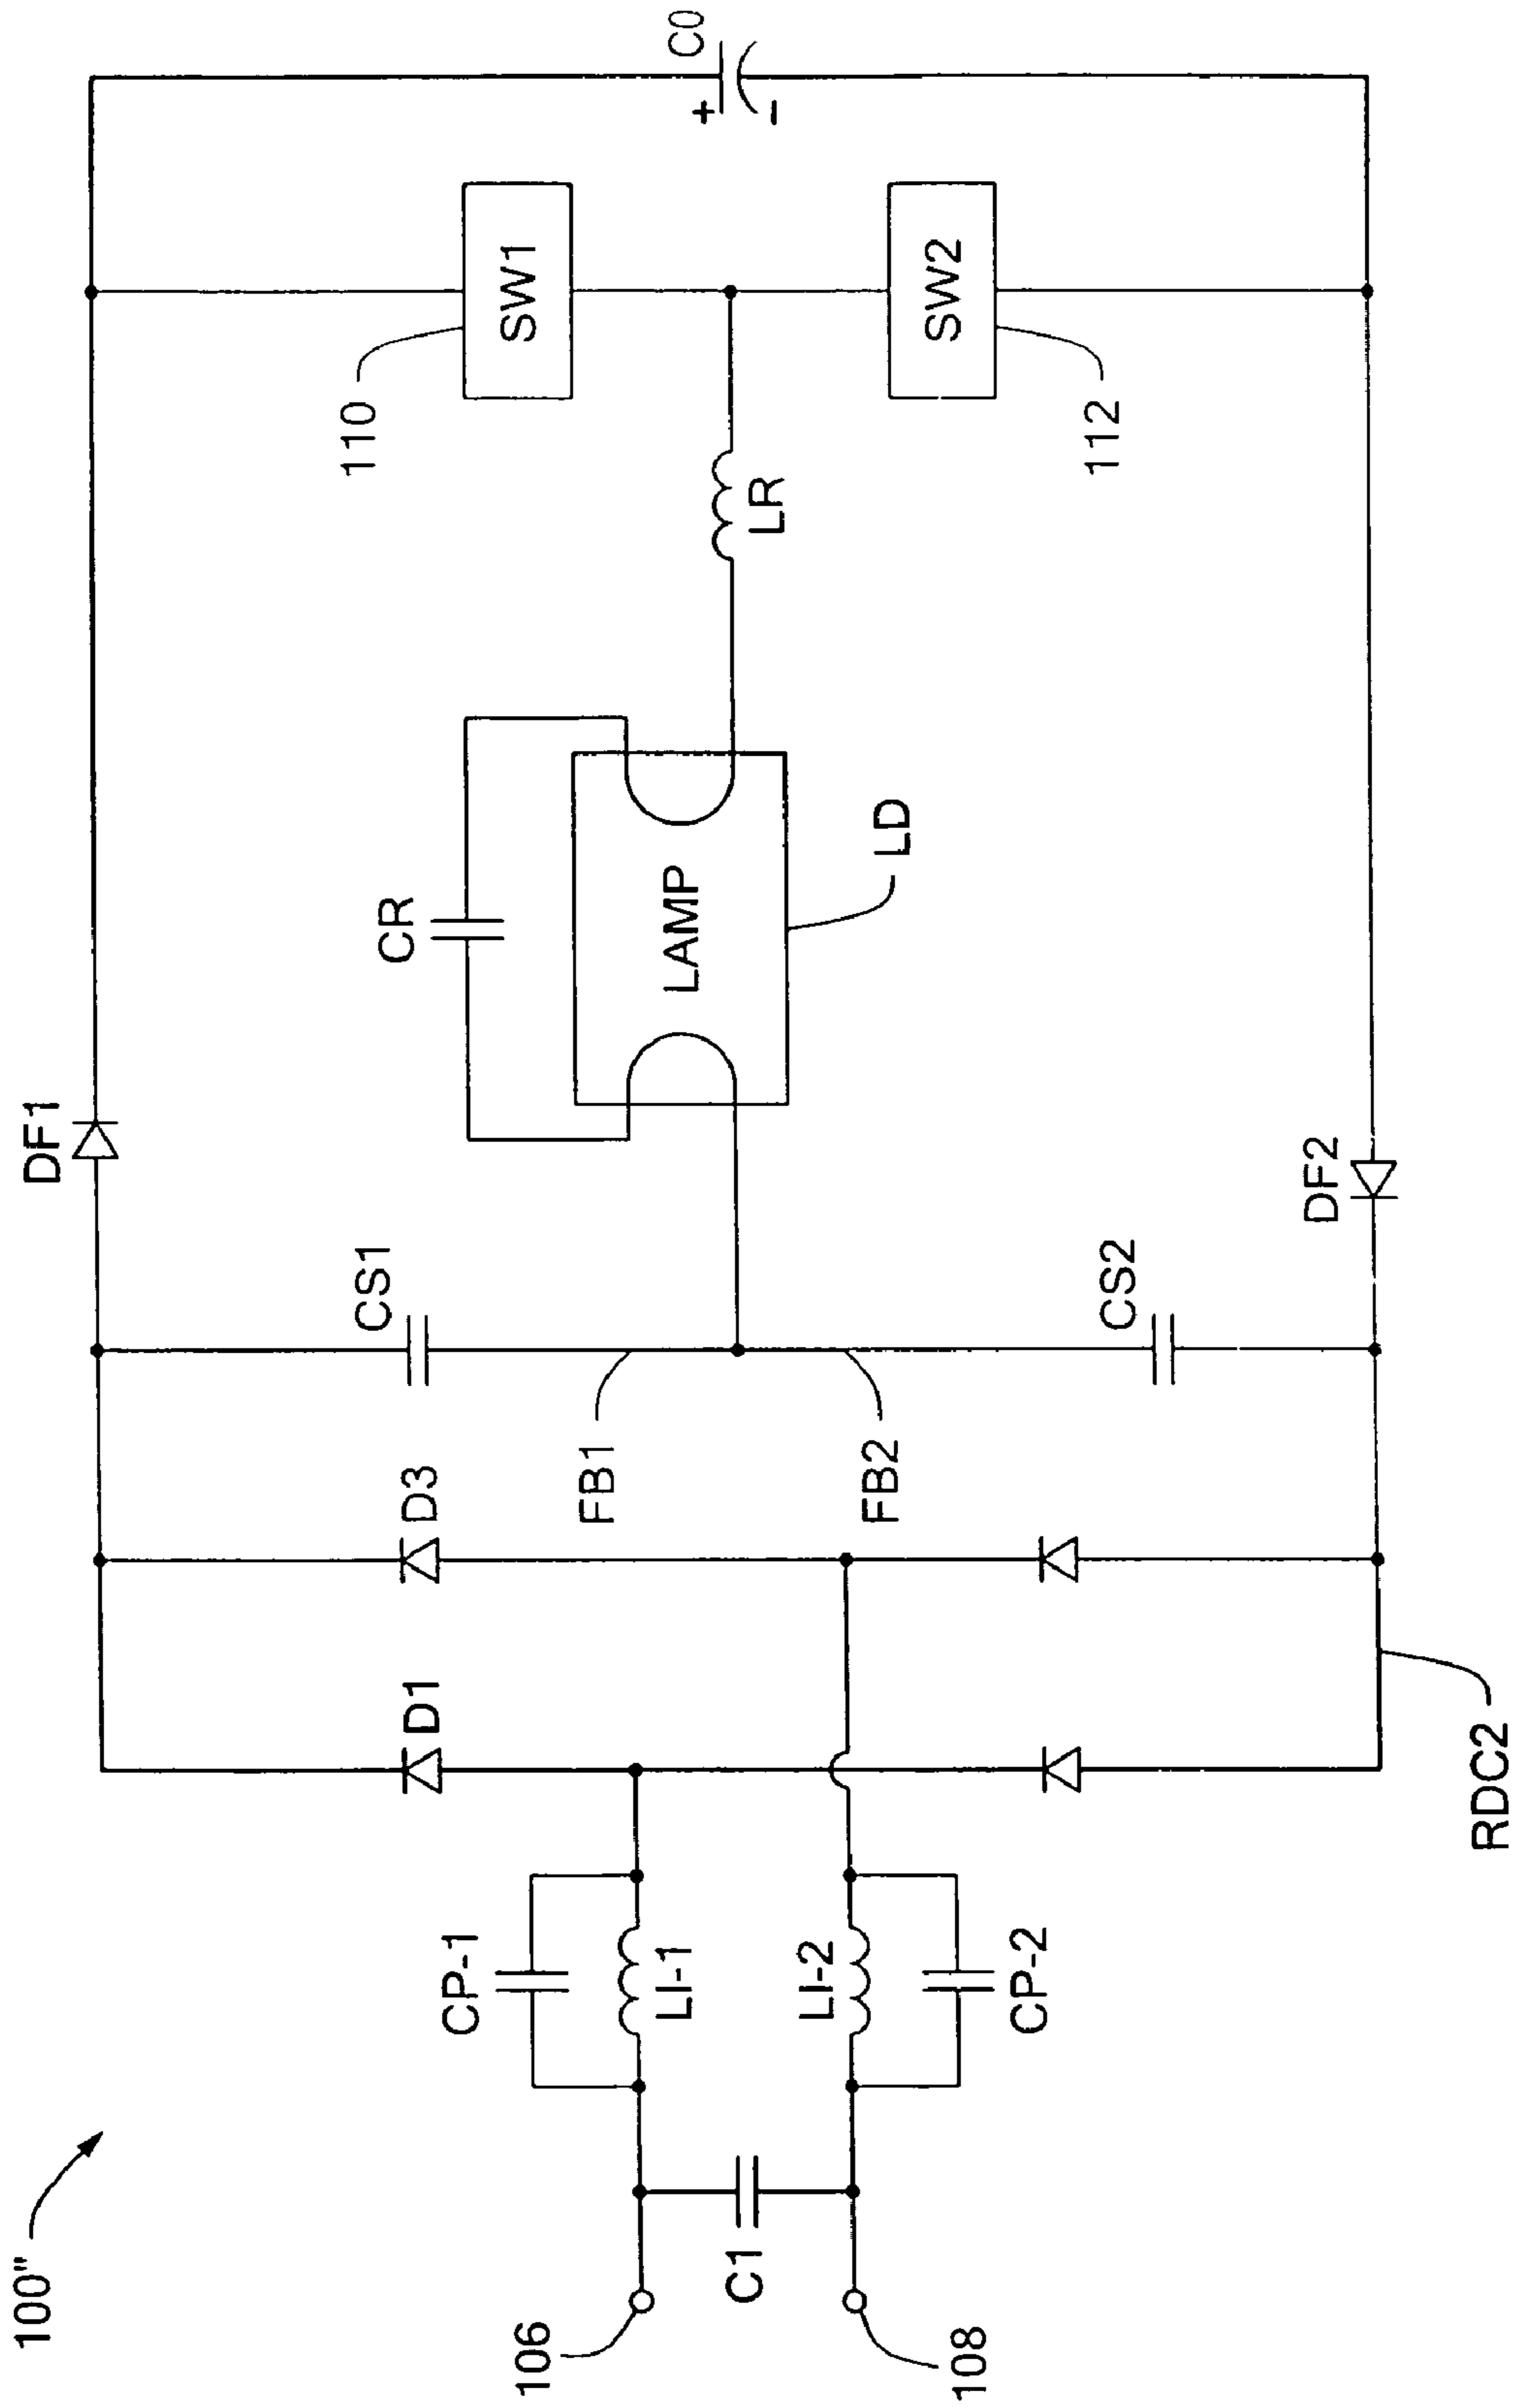 100"
106
108
C1
CP-1
LI-1
LI-2
CP-2
D1
D3
RDC2
FB1
FB2
CS1
CS2
DF1
DF2
CR
LAMP
LD
LR
110
SW1
SW2
112
+
C0
-